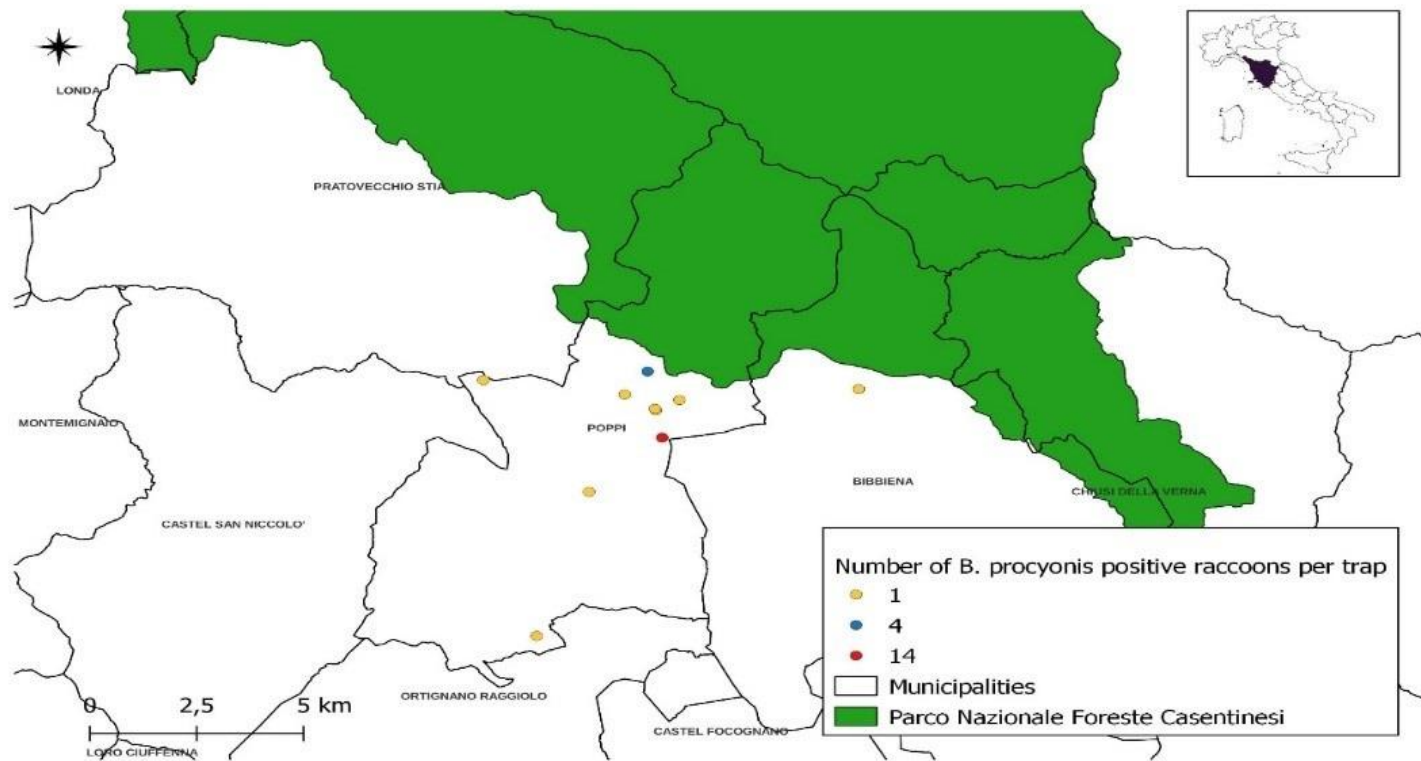 LONDA
PRATOVECCHIO STIA
MONTEMIGNAIO
POPPI
BIBBIENA
CHIUSI DELLA VERNA
CASTEL SAN NICCOLO'
Number of B. procyonis positive raccoons per trap
1
4
14
Municipalities
Parco Nazionale Foreste Casentinesi
ORTIGNANO RAGGIOLO
0 2,5 5 km
CASTEL FOCOGNANO
LORO CIUFFENNA